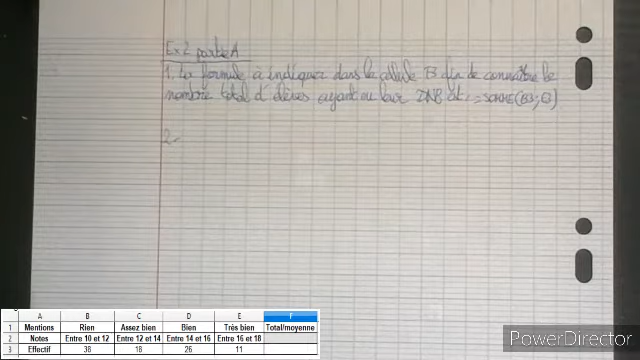 Ex 2 partie A
1. La formule à indiquer dans la cellule afin de connaître le
nombre total d'élèves ayant eu leur DNB est =SOMME(B3;
2-
A B C D E F
1 Mentions Rien Assez bien Bien Très bien Total/moyenne
2 Notes Entre 10 et 12 Entre 12 et 14 Entre 14 et 16 Entre 16 et 18
3 Effectif 38 18 26 11
PowerDirector